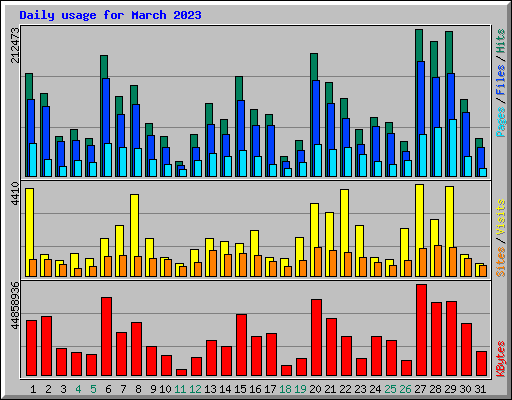 Daily usage for March 2023
212473
Pages / Files / Hits
4410
Sites / Visits
44858936
KBytes
1 2 3 4 5 6 7 8 9 10 11 12 13 14 15 16 17 18 19 20 21 22 23 24 25 26 27 28 29 30 31